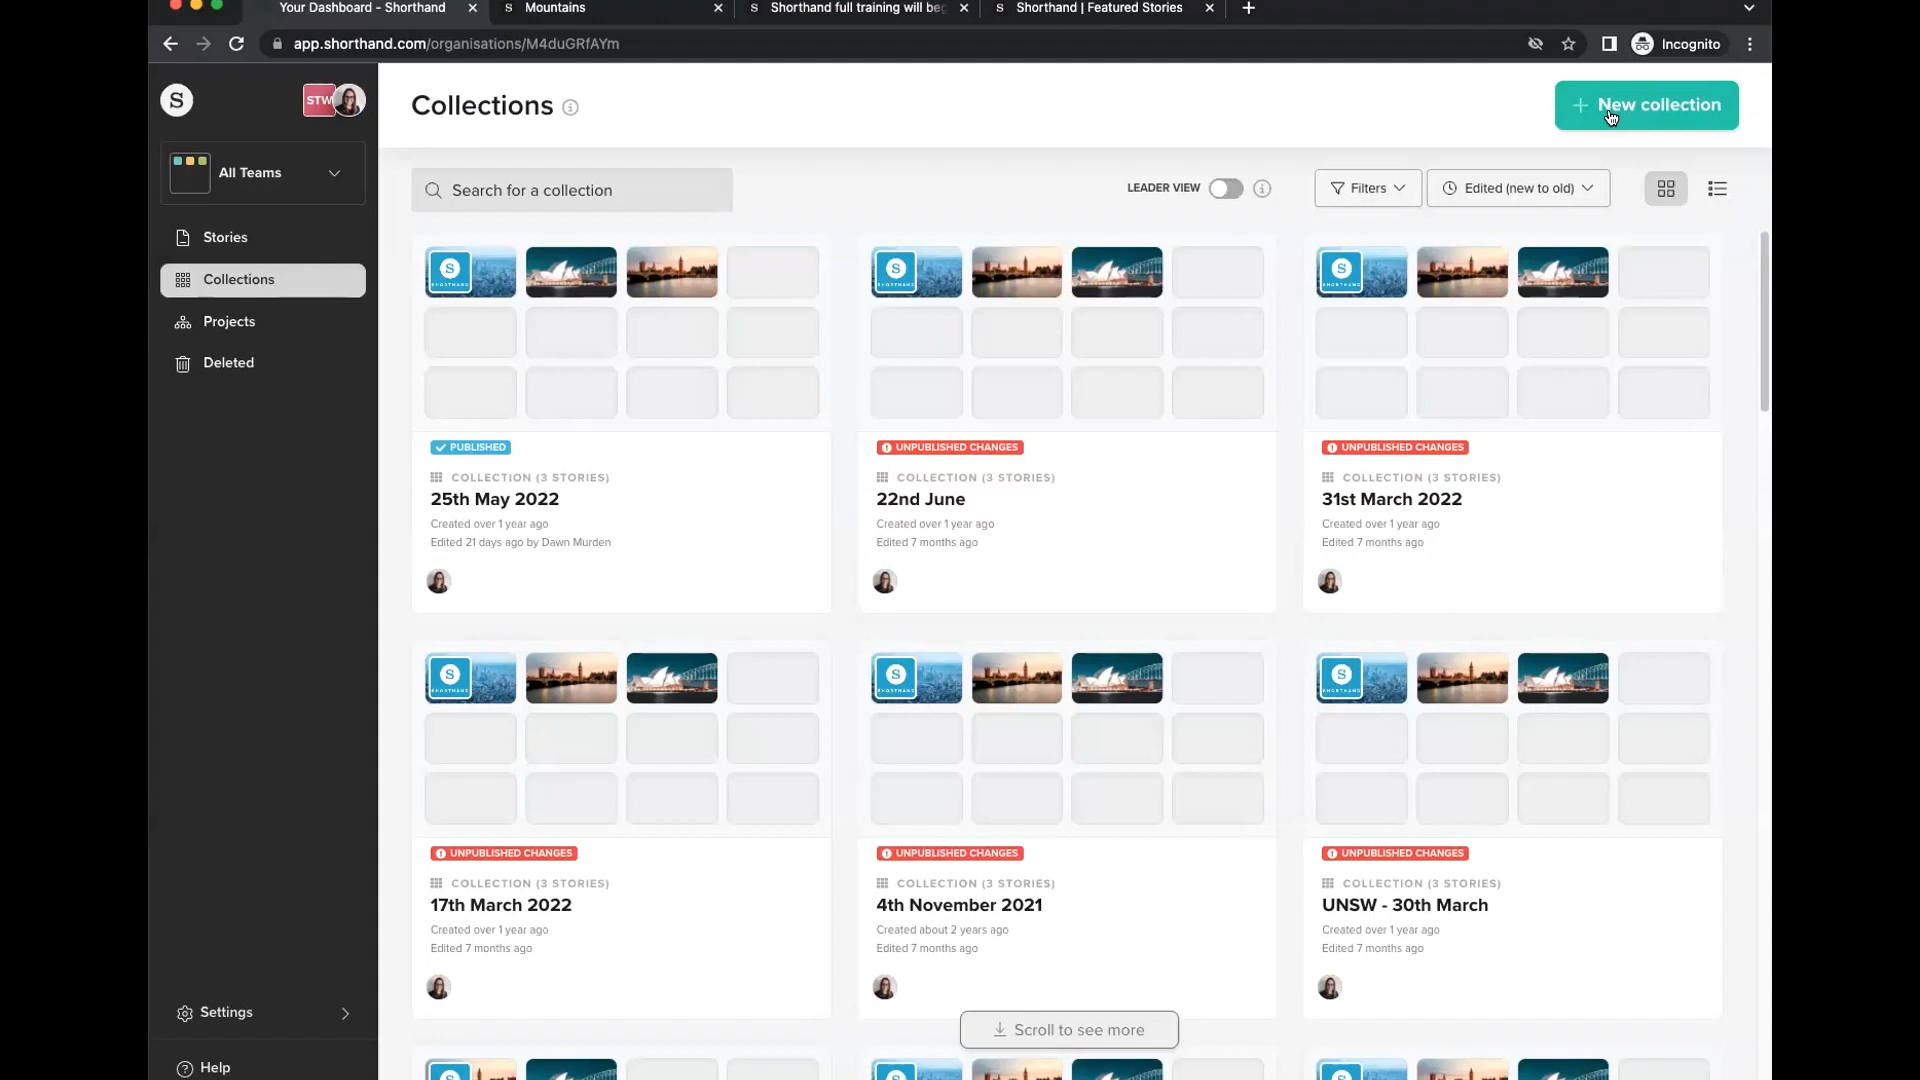 Your Dashboard - Shorthand
Mountains
Shorthand full training will be
Shorthand | Featured Stories
app.shorthand.com/organisations/M4duGRfAYm
Incognito
S
STW
Collections
+ New collection
All Teams
Search for a collection
LEADER VIEW
Filters
Edited (new to old)
Stories
Collections
Projects
Deleted
S
SHORTHAND
S
SHORTHAND
S
SHORTHAND
PUBLISHED
COLLECTION (3 STORIES)
25th May 2022
Created over 1 year ago
Edited 21 days ago by Dawn Murden
UNPUBLISHED CHANGES
COLLECTION (3 STORIES)
22nd June
Created over 1 year ago
Edited 7 months ago
UNPUBLISHED CHANGES
COLLECTION (3 STORIES)
31st March 2022
Created over 1 year ago
Edited 7 months ago
S
SHORTHAND
S
SHORTHAND
S
SHORTHAND
UNPUBLISHED CHANGES
COLLECTION (3 STORIES)
17th March 2022
Created over 1 year ago
Edited 7 months ago
UNPUBLISHED CHANGES
COLLECTION (3 STORIES)
4th November 2021
Created about 2 years ago
Edited 7 months ago
UNPUBLISHED CHANGES
COLLECTION (3 STORIES)
UNSW - 30th March
Created over 1 year ago
Edited 7 months ago
Scroll to see more
Settings
Help